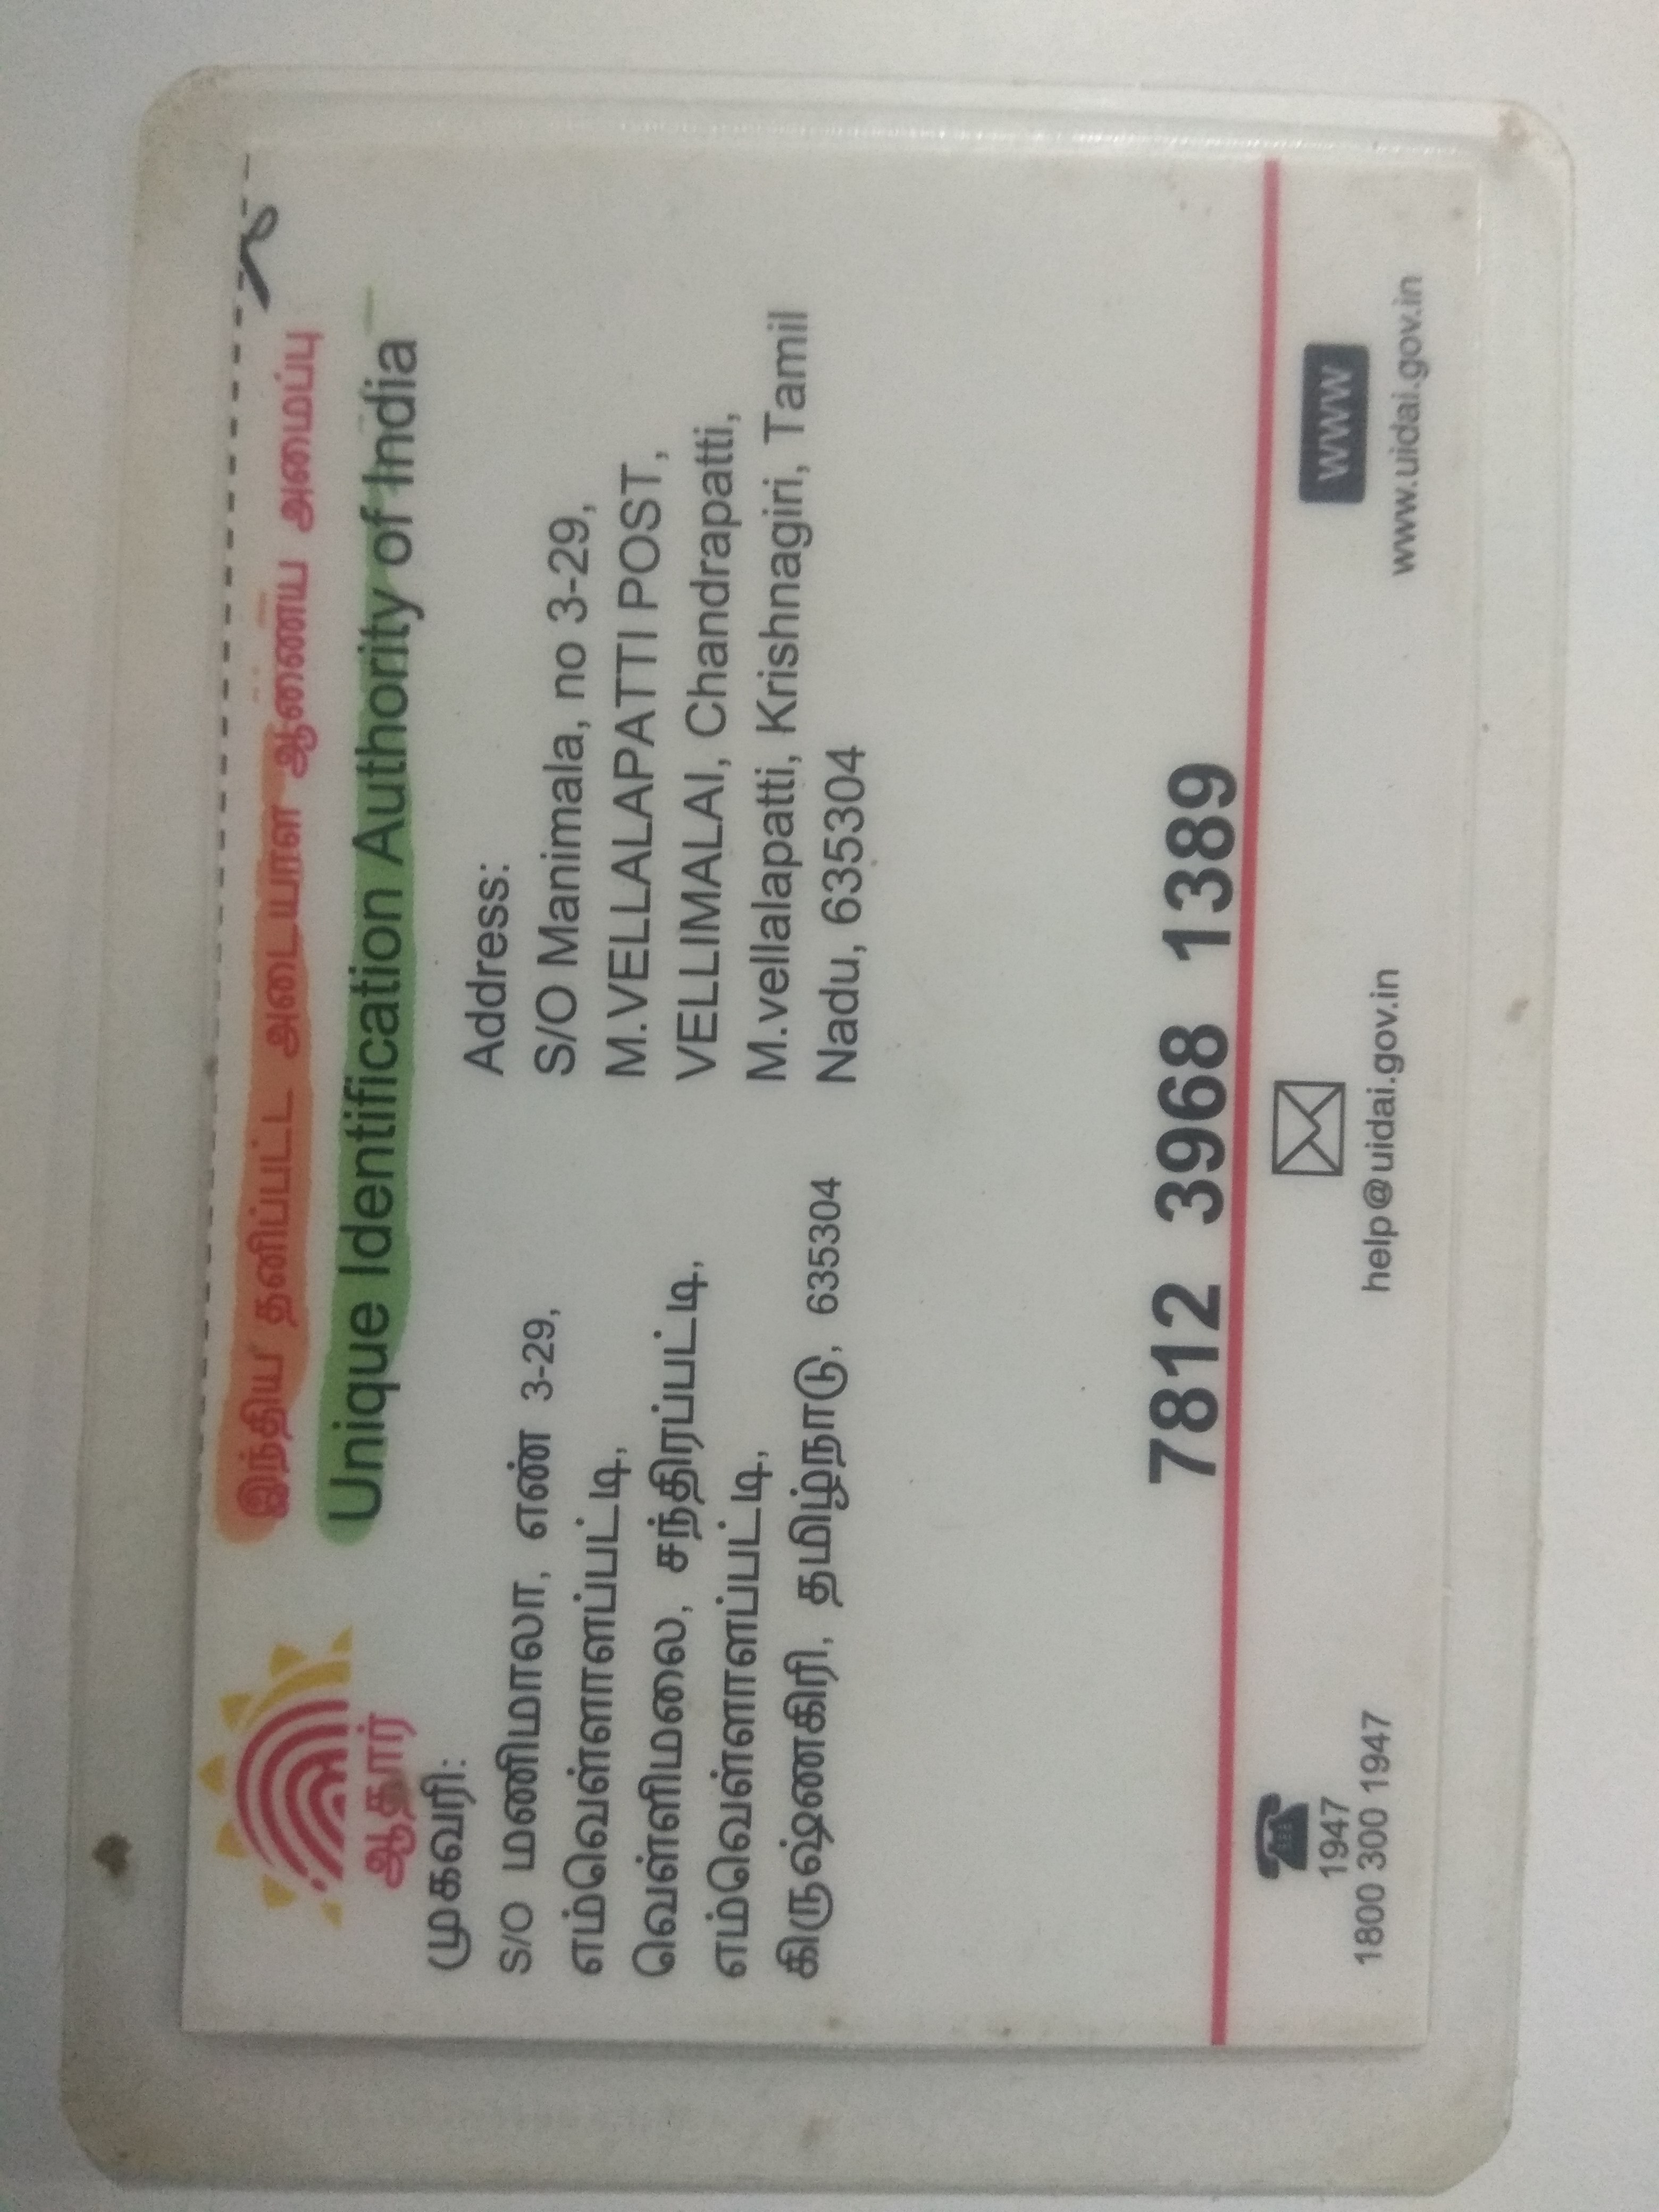 இந்திய தனிப்பட்ட அடையாள ஆணைய அமைப்பு
Unique Identification Authority of India
ஆதார்
முகவரி:
S/O மணிமாலா, எண் 3-29,
எம்வெள்ளாளப்பட்டி,
வெள்ளிமலை, சந்திரப்பட்டி,
எம்வெள்ளாளப்பட்டி,
கிருஷ்ணகிரி, தமிழ்நாடு, 635304
Address:
S/O Manimala, no 3-29,
M.VELLALAPATTI POST,
VELLIMALAI, Chandrapatti,
M.vellalapatti, Krishnagiri, Tamil
Nadu, 635304
7812 3968 1389
1947
1800 300 1947
help@uidai.gov.in
www
www.uidai.gov.in